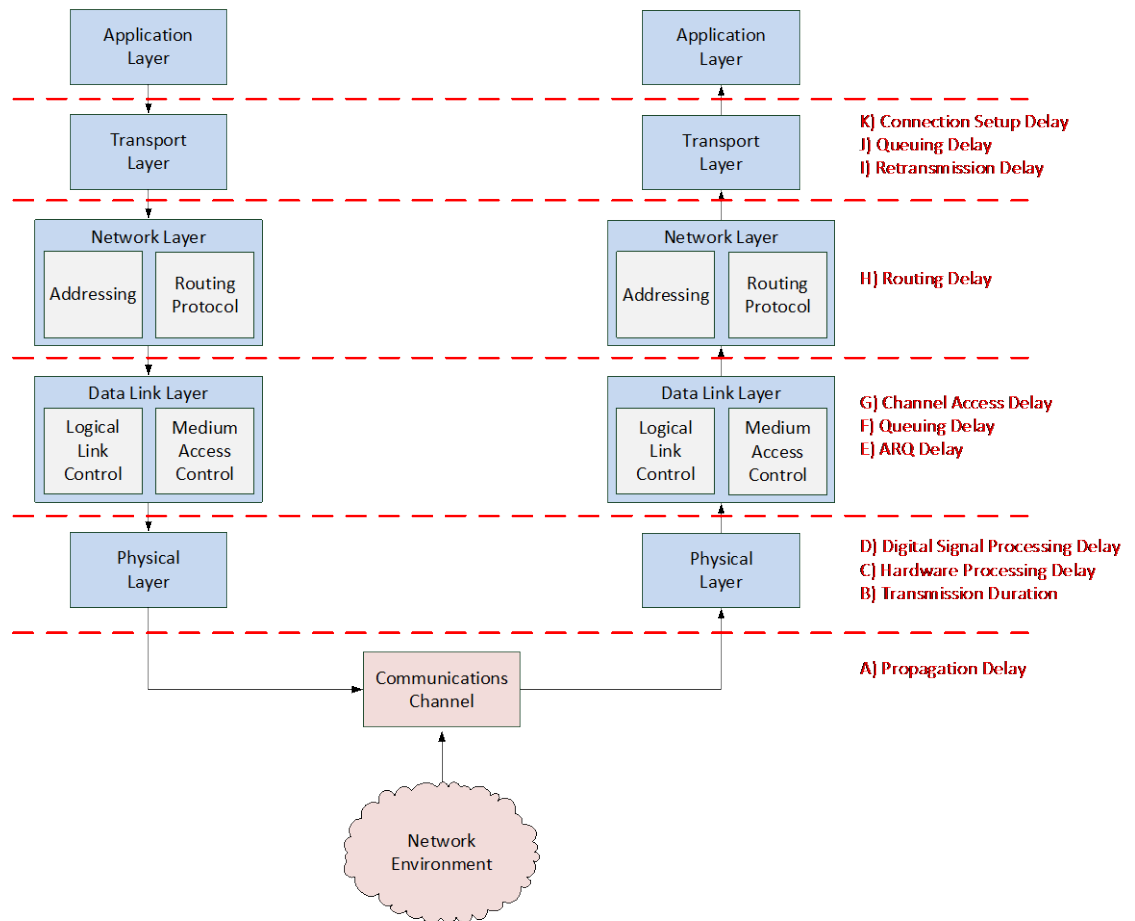 Application
Layer
Application
Layer
Transport
Layer
Transport
Layer
K) Connection Setup Delay
J) Queuing Delay
I) Retransmission Delay
Network Layer
Addressing
Routing
Protocol
Network Layer
Addressing
Routing
Protocol
H) Routing Delay
Data Link Layer
Logical
Link
Control
Medium
Access
Control
Data Link Layer
Logical
Link
Control
Medium
Access
Control
G) Channel Access Delay
F) Queuing Delay
E) ARQ Delay
Physical
Layer
Physical
Layer
D) Digital Signal Processing Delay
C) Hardware Processing Delay
B) Transmission Duration
Communications
Channel
A) Propagation Delay
Network
Environment